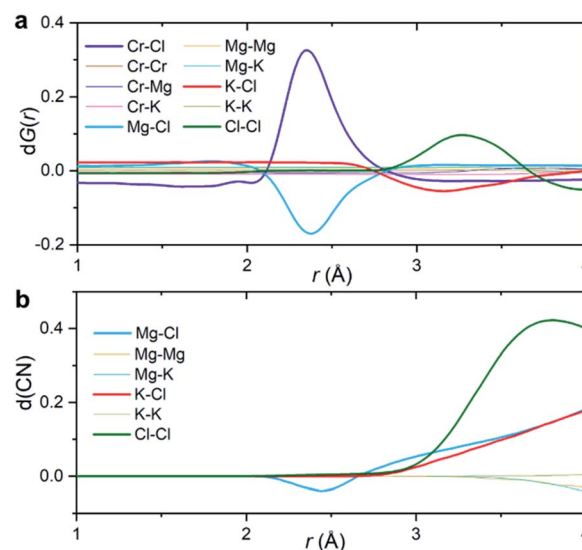 a
0.4
0.2
0.0
-0.2
dG(r)
Cr-Cl
Cr-Cr
Cr-Mg
Cr-K
Mg-Cl
Mg-Mg
Mg-K
K-Cl
K-K
Cl-Cl
1
2
3
r (Å)
b
0.4
0.2
0.0
d(CN)
Mg-Cl
Mg-Mg
Mg-K
K-Cl
K-K
Cl-Cl
1
2
3
4
r (Å)